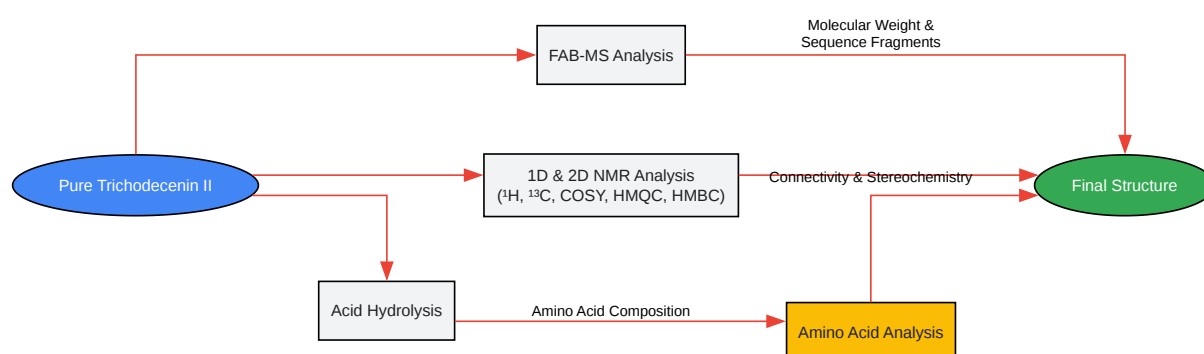 Molecular Weight &
Sequence Fragments
FAB-MS Analysis
Pure Trichodecenin II
1D & 2D NMR Analysis
(¹H, ¹³C, COSY, HMQC, HMBC)
Connectivity & Stereochemistry
Final Structure
Acid Hydrolysis
Amino Acid Composition
Amino Acid Analysis